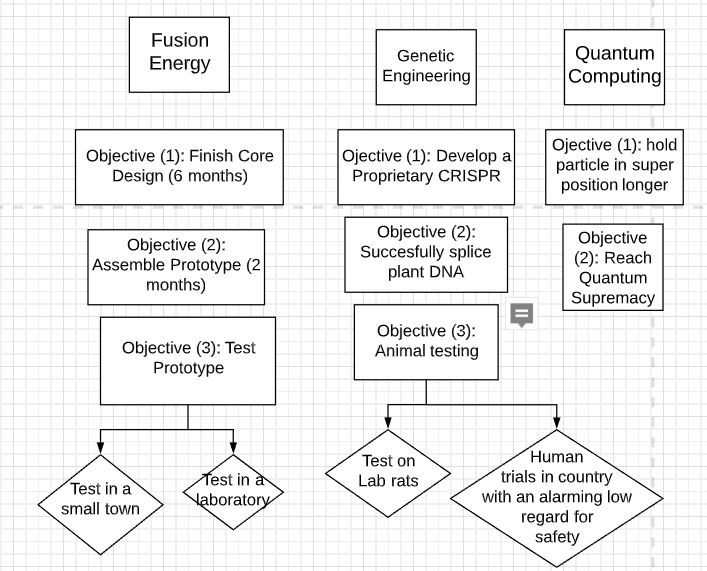 Fusion
Energy
Genetic
Engineering
Quantum
Computing
Objective (1): Finish Core
Design (6 months)
Ojective (1): Develop a
Proprietary CRISPR
Ojective (1): hold
particle in super
position longer
Objective (2):
Assemble Prototype (2
months)
Objective (2):
Succesfully splice
plant DNA
Objective
(2): Reach
Quantum
Supremacy
Objective (3): Test
Prototype
Objective (3):
Animal testing
Test in a
small town
Test in a
laboratory
Test on
Lab rats
Human
trials in country
with an alarming low
regard for
safety